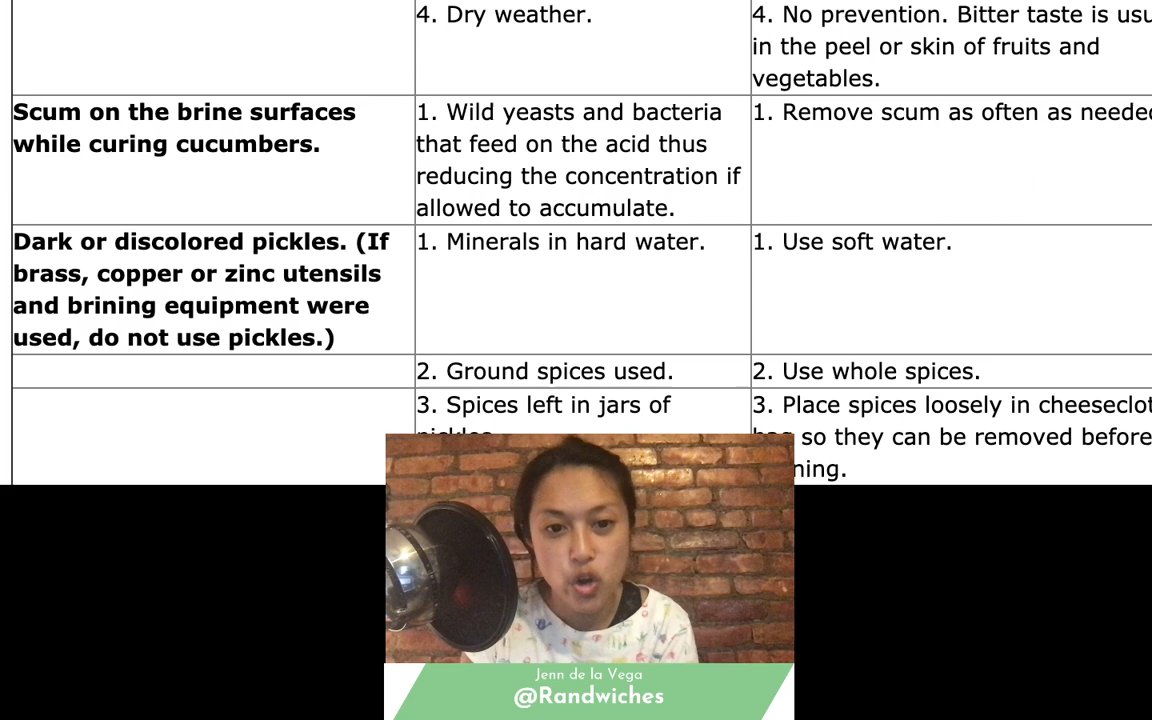 4. Dry weather.
4. No prevention. Bitter taste is
in the peel or skin of fruits and
vegetables.
Scum on the brine surfaces
while curing cucumbers.
1. Wild yeasts and bacteria
that feed on the acid thus
reducing the concentration if
allowed to accumulate.
1. Remove scum as often as
Dark or discolored pickles. (If
brass, copper or zinc utensils
and brining equipment were
used, do not use pickles.)
1. Minerals in hard water.
1. Use soft water.
2. Ground spices used.
2. Use whole spices.
3. Spices left in jars of
3. Place spices loosely in
so they can be removed before
Jenn de la Vega
@Randwiches